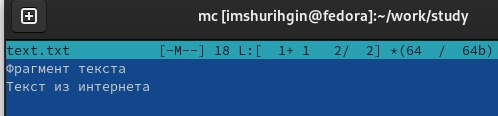 mc [imshurihgin@fedora]:~/work/study
text.txt [-M--] 18 L:[ 1+ 1 2/ 2] *(64 / 64b)
Фрагмент текста
Текст из интернета